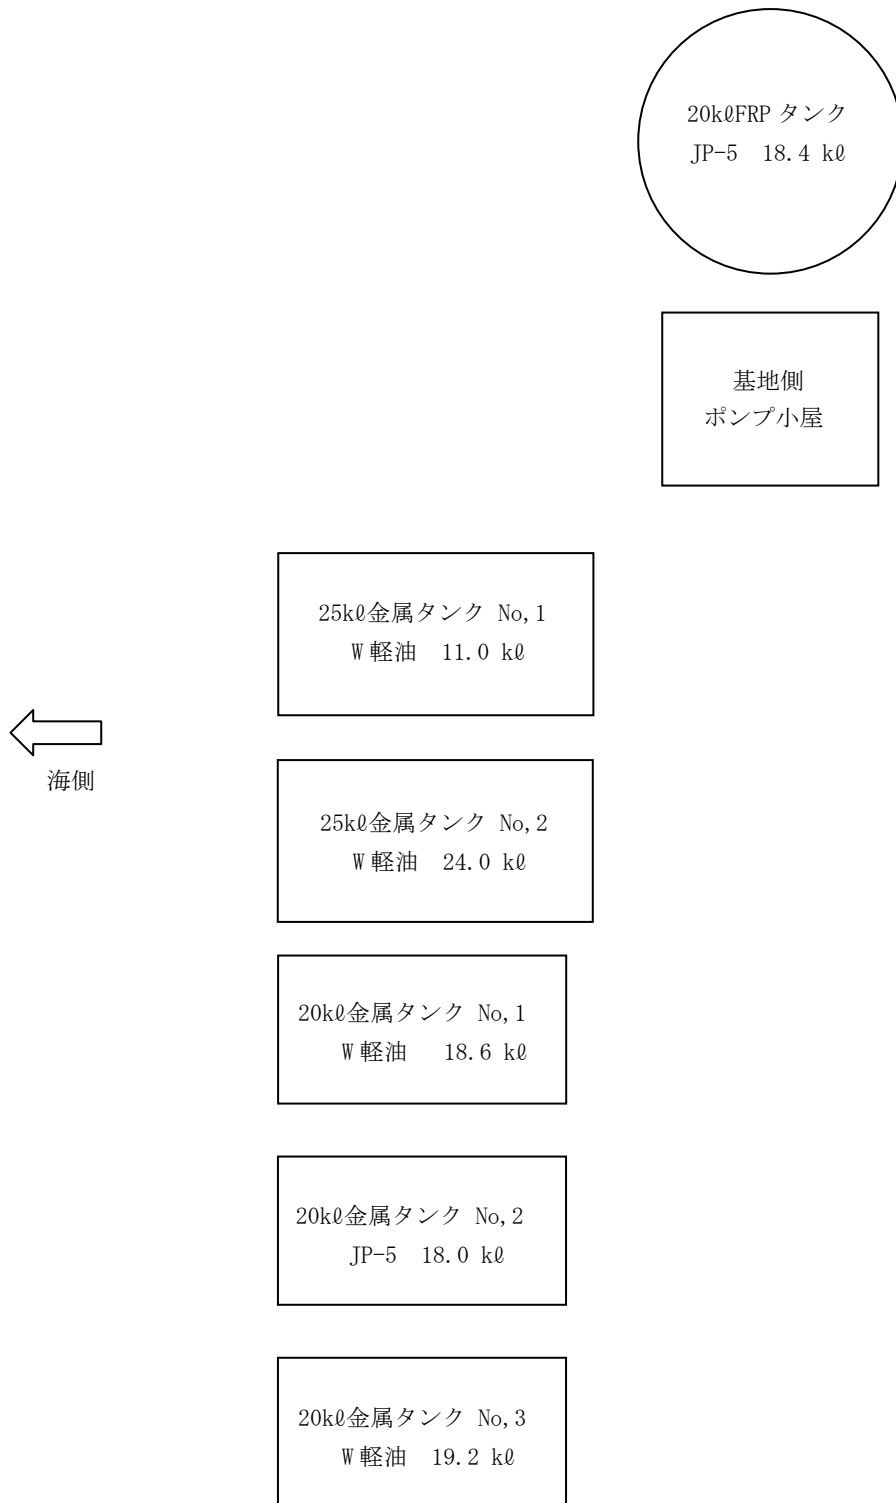 20kℓFRP タンク
JP-5 18.4 kℓ
基地側
ポンプ小屋
25kℓ金属タンク No,1
W 軽油 11.0 kℓ
海側
25kℓ金属タンク No,2
W 軽油 24.0 kℓ
20kℓ金属タンク No,1
W 軽油 18.6 kℓ
20kℓ金属タンク No,2
JP-5 18.0 kℓ
20kℓ金属タンク No,3
W 軽油 19.2 kℓ